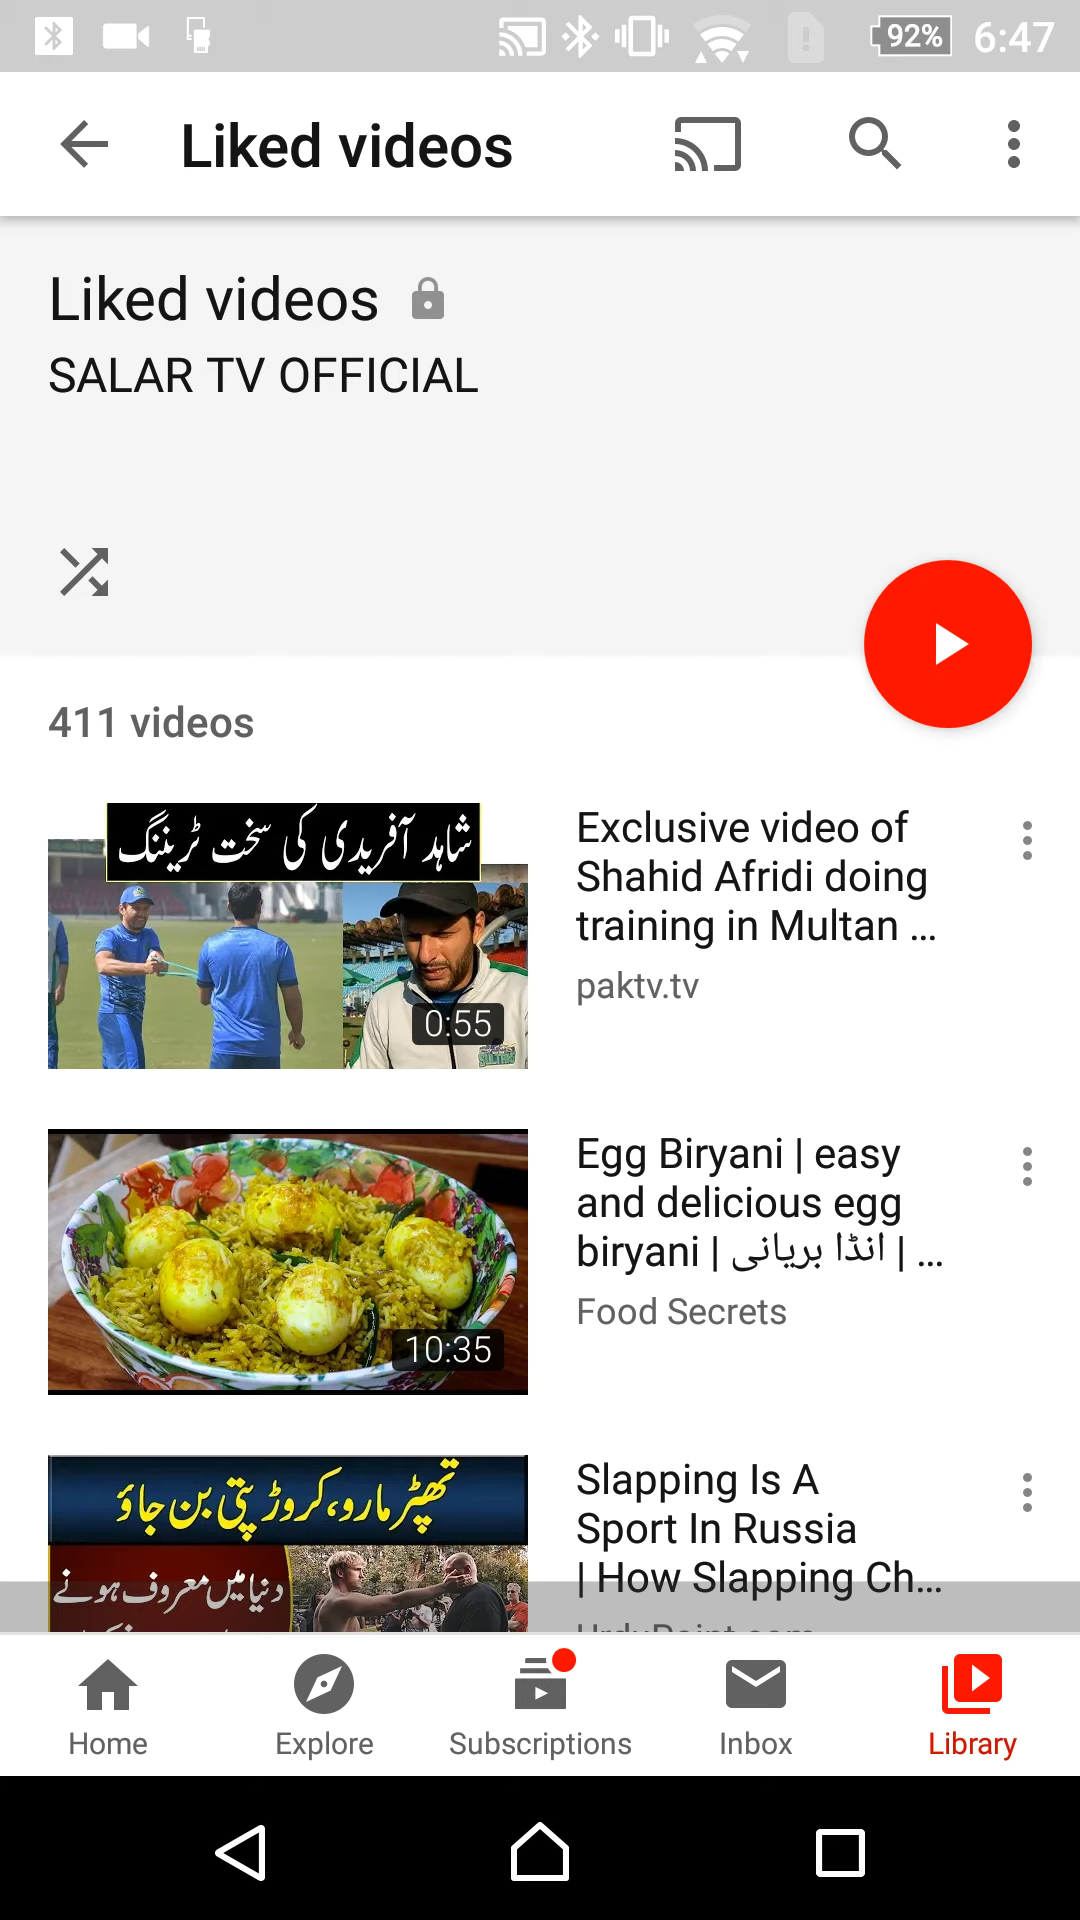 92% 6:47
Liked videos
Liked videos
SALAR TV OFFICIAL
411 videos
شاہد آفریدی کی سخت ٹریننگ
0:55
SULTANS
Exclusive video of
Shahid Afridi doing
training in Multan ...
paktv.tv
10:35
Egg Biryani | easy
and delicious egg
biryani | انڈا بریانی | ...
Food Secrets
تھپڑ مارو، کروڑ پتی بن جاؤ
دنیا میں معروف ہونے
Slapping Is A
Sport In Russia
| How Slapping Ch...
UrduPoint.com
Home
Explore
Subscriptions
Inbox
Library